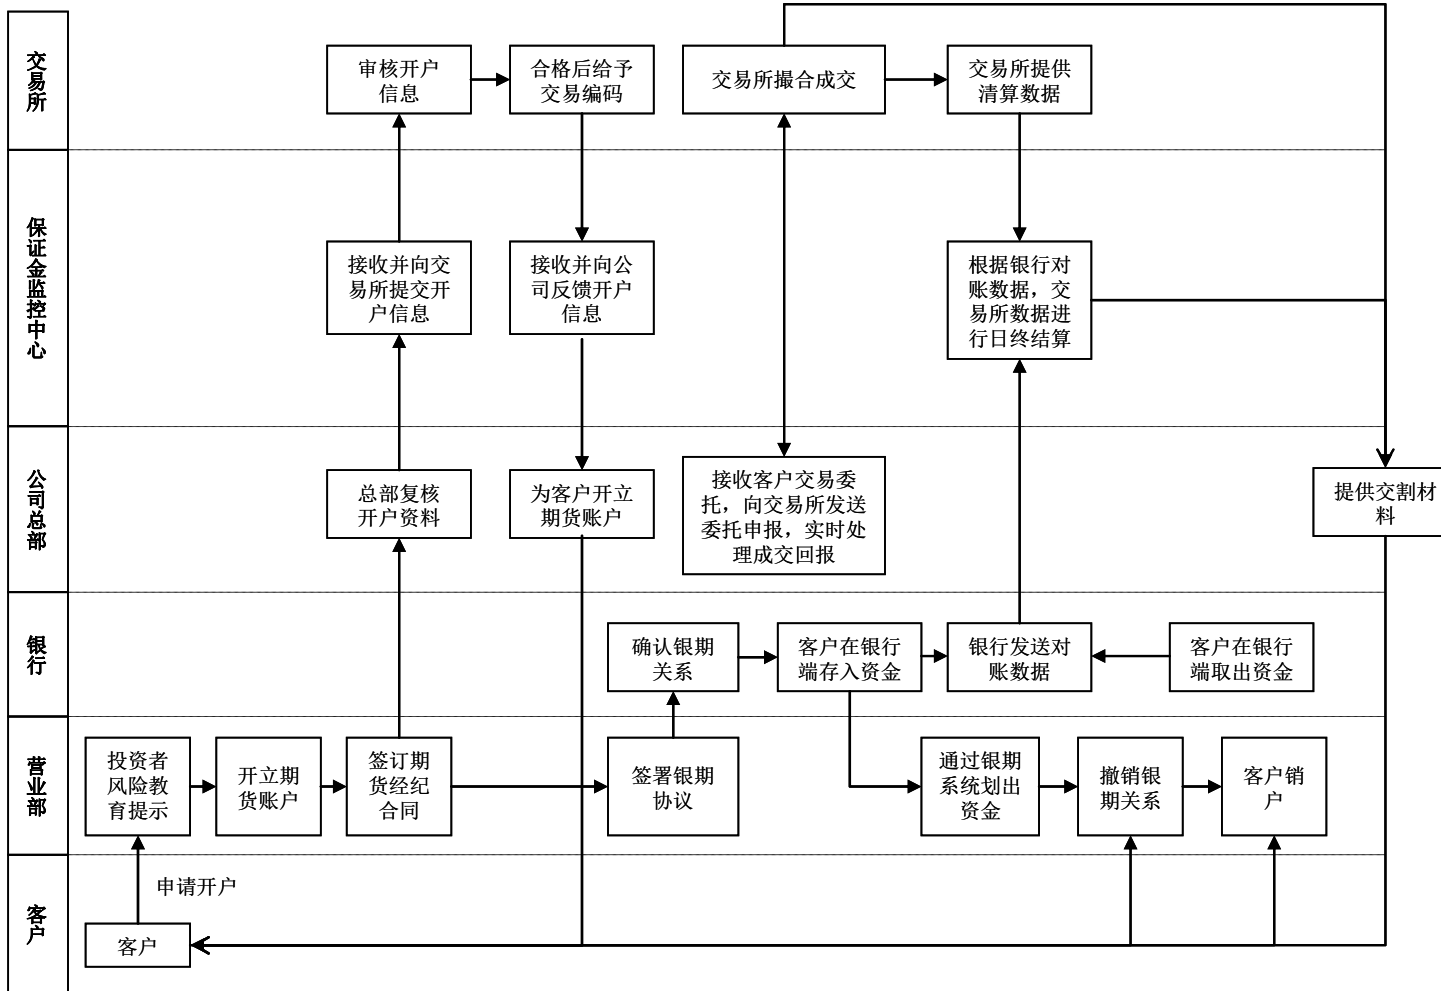 交易所
审核开户
信息
合格后给予
交易编码
交易所撮合成交
交易所提供
清算数据
保证金监控中心
接收并向交
易所提交开
户信息
接收并向公
司反馈开户
信息
根据银行对
账数据，交
易所数据进
行日终结算
公司总部
总部复核
开户资料
为客户开立
期货账户
接收客户交易委
托，向交易所发送
委托申报，实时处
理成交回报
提供交割材
料
银行
确认银期
关系
客户在银行
端存入资金
银行发送对
账数据
客户在银行
端取出资金
营业部
投资者
风险教
育提示
开立期
货账户
签订期
货经纪
合同
签署银期
协议
通过银期
系统划出
资金
撤销银
期关系
客户销
户
客户
申请开户
客户